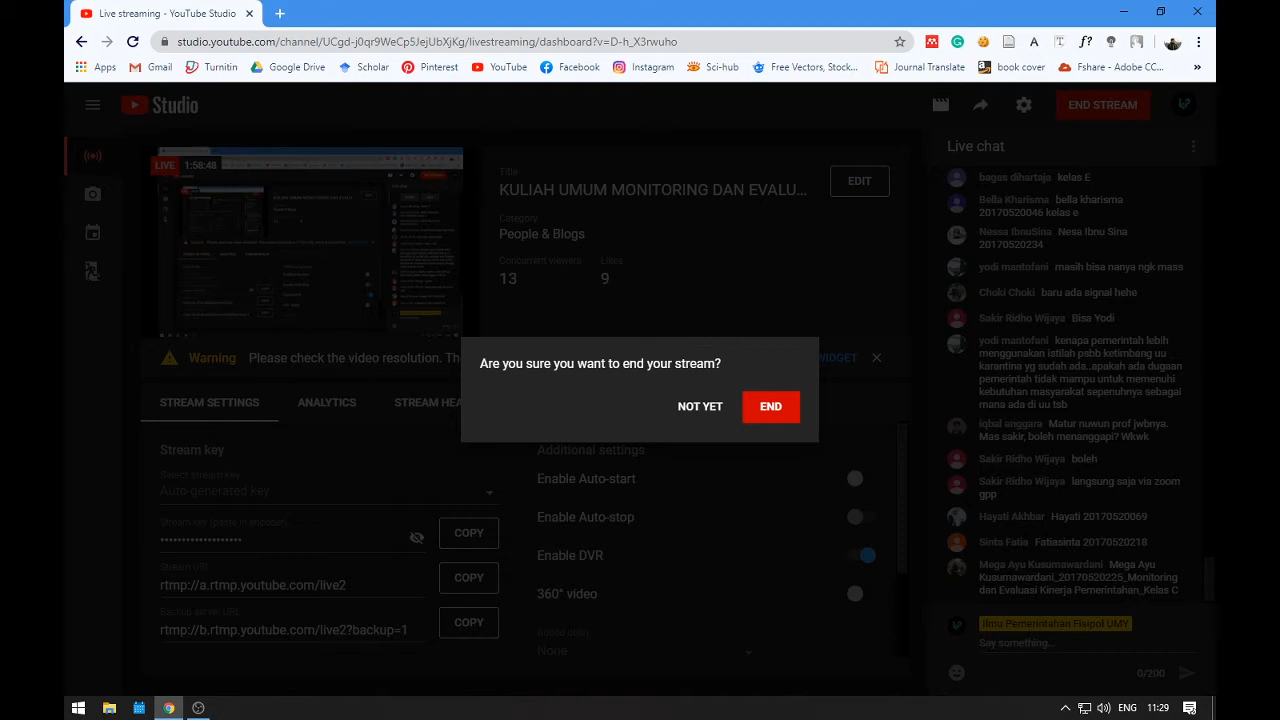 Live streaming - YouTube Studio
studio.youtube.com/channel/UCgd-j0qr9WeCp5JejUbXjKg/livestreaming/dashboard?v=D-h_X3rwuho
Apps Gmail Turnitin Google Drive Scholar Pinterest YouTube Facebook Instagram Sci-hub Free Vectors, Stock... Journal Translate book cover Fshare - Adobe CC... »
Studio
END STREAM
LIVE 1:58:48
Title
KULIAH UMUM MONITORING DAN EVALU...
EDIT
Category
People & Blogs
Concurrent viewers Likes
13 9
Warning Please check the video resolution. The
WIDGET
Are you sure you want to end your stream?
NOT YET END
STREAM SETTINGS ANALYTICS STREAM HEA
Stream key
Select stream key
Auto-generated key
Stream key (paste in encoder)
COPY
Stream URL
rtmp://a.rtmp.youtube.com/live2
COPY
Backup server URL
rtmp://b.rtmp.youtube.com/live2?backup=1
COPY
Additional settings
Enable Auto-start
Enable Auto-stop
Enable DVR
360° video
Added delay
None
Live chat
bagas dihartaja kelas E
Bella Kharisma bella kharisma
20170520046 kelas e
Nessa IbnuSina Nesa Ibnu Sina
20170520234
yodi mantofani masih bisa nanya ngk mass
Choki Choki baru ada signal hehe
Sakir Ridho Wijaya Bisa Yodi
yodi mantofani kenapa pemerintah lebih
menggunakan istilah psbb ketimbang uu
karantina yg sudah ada..apakah ada dugaan
pemerintah tidak mampu untuk memenuhi
kebutuhan masyarakat sepenuhnya sebagai
mana ada di uu tsb
iqbal anggara Matur nuwun prof jwbnya.
Mas sakir, boleh menanggapi? Wkwk
Sakir Ridho Wijaya boleh
Sakir Ridho Wijaya langsung saja via zoom
gpp
Hayati Akhbar Hayati 20170520069
Sinta Fatia Fatiasinta 20170520218
Mega Ayu Kusumawardani Mega Ayu
Kusumawardani_20170520225_Monitoring
dan Evaluasi Kinerja Pemerintahan_Kelas C
Ilmu Pemerintahan Fisipol UMY
Say something...
0/200
ENG 11:29